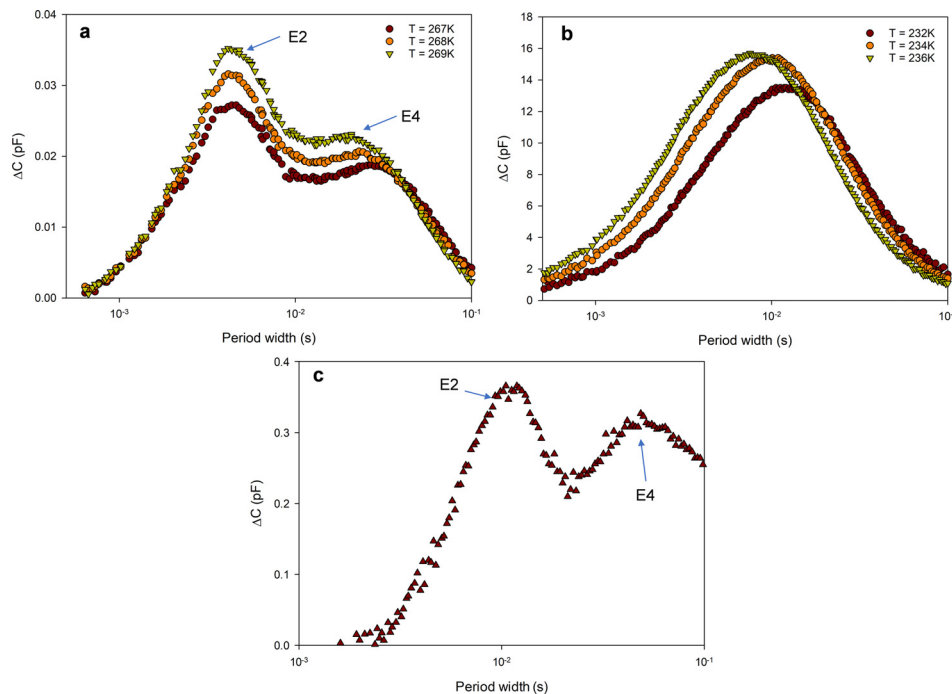 a
T = 267K
T = 268K
T = 269K
E2
E4
ΔC (pF)
0.04
0.03
0.02
0.01
0.00
10-3
10-2
10-1
Period width (s)
b
T = 232K
T = 234K
T = 236K
ΔC (pF)
18
16
14
12
10
8
6
4
2
0
10-3
10-2
10-
Period width (s)
c
E2
E4
ΔC (pF)
0.4
0.3
0.2
0.1
0.0
10-3
10-2
10-1
Period width (s)